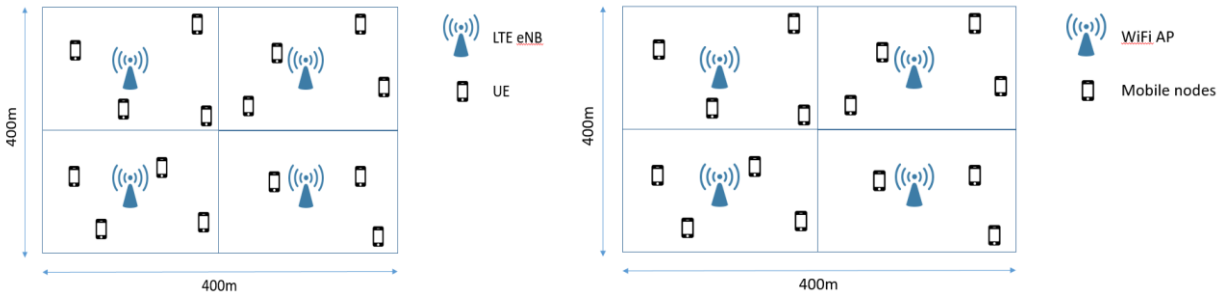 LTE eNB
UE
400m
400m
WiFi AP
Mobile nodes
400m
400m